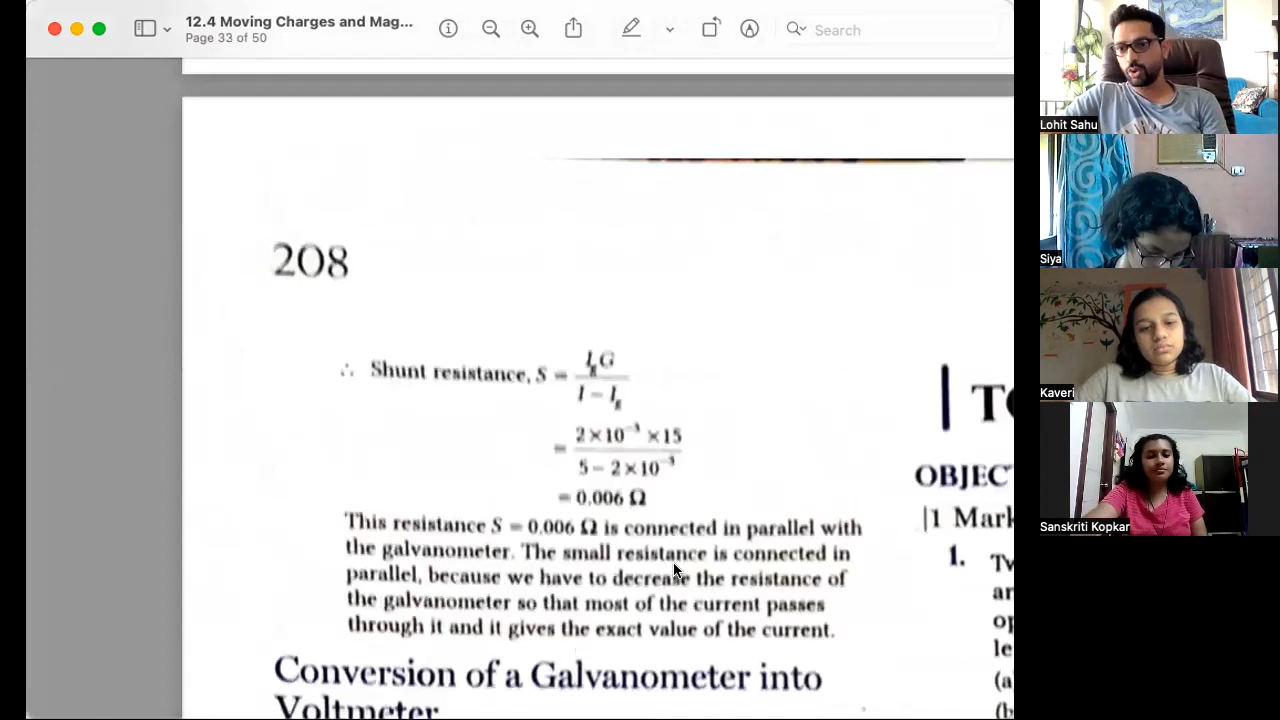 12.4 Moving Charges and Mag...
Page 33 of 50
Search
208
∴ Shunt resistance, S = I_g G / I − I_g
= 2 × 10⁻³ × 15 / 5 − 2 × 10⁻³
= 0.006 Ω
This resistance S = 0.006 Ω is connected in parallel with
the galvanometer. The small resistance is connected in
parallel, because we have to decrease the resistance of
the galvanometer so that most of the current passes
through it and it gives the exact value of the current.
Conversion of a Galvanometer into
Voltmeter
OBJEC
|1 Mark
1.
(a
(b
Lohit Sahu
Siya
Kaveri
Sanskriti Kopkar